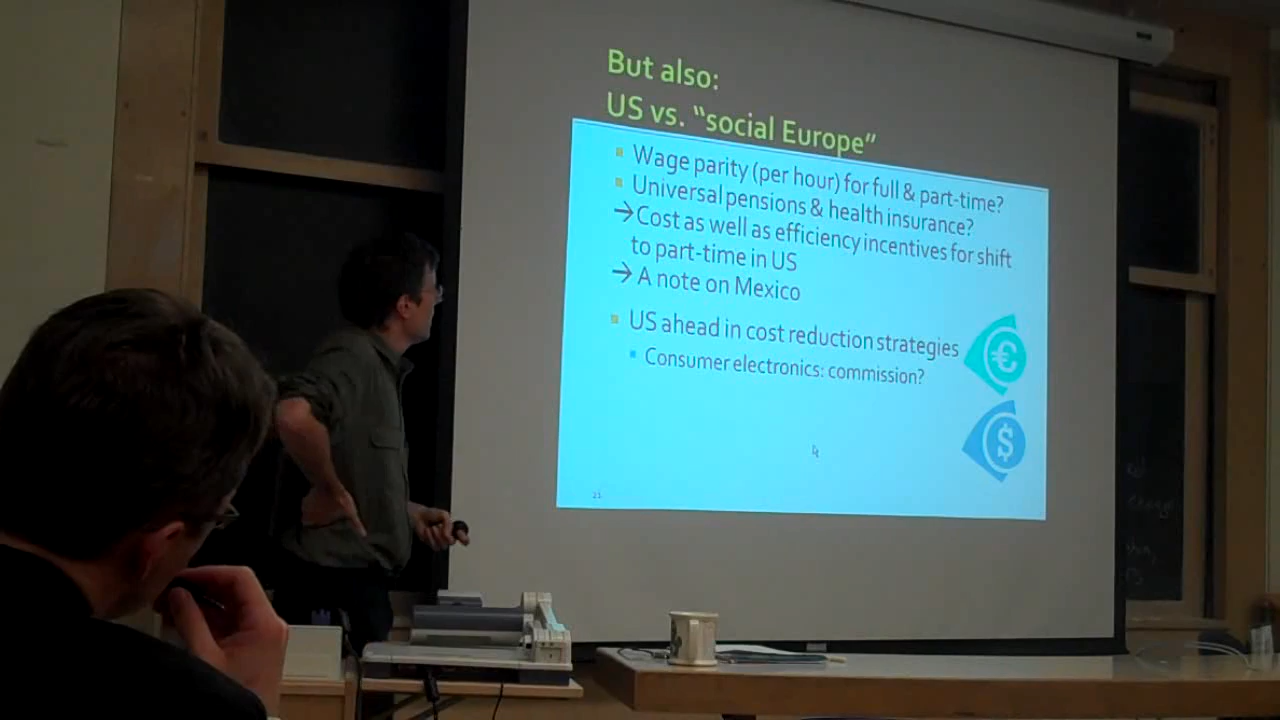 But also:
US vs. “social Europe”
Wage parity (per hour) for full & part-time?
Universal pensions & health insurance?
→Cost as well as efficiency incentives for shift
to part-time in US
→ A note on Mexico
US ahead in cost reduction strategies
Consumer electronics: commission?
€
$
21